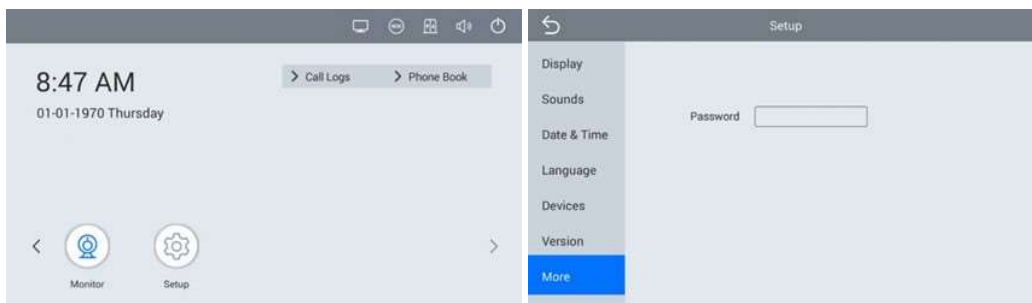 8:47 AM
01-01-1970 Thursday
> Call Logs
> Phone Book
Monitor
Setup
Setup
Display
Sounds
Date & Time
Language
Devices
Version
More
Password